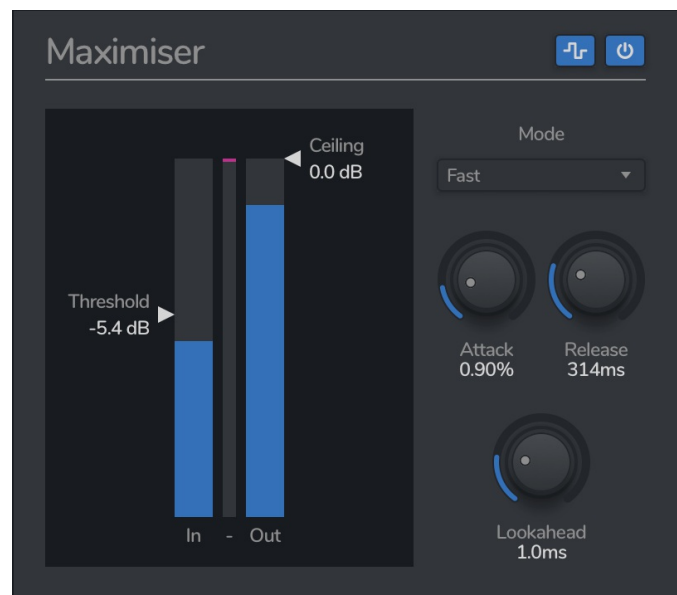 Maximiser
Ceiling
0.0 dB
Threshold
-5.4 dB
In - Out
Mode
Fast
Attack
0.90%
Release
314ms
Lookahead
1.0ms